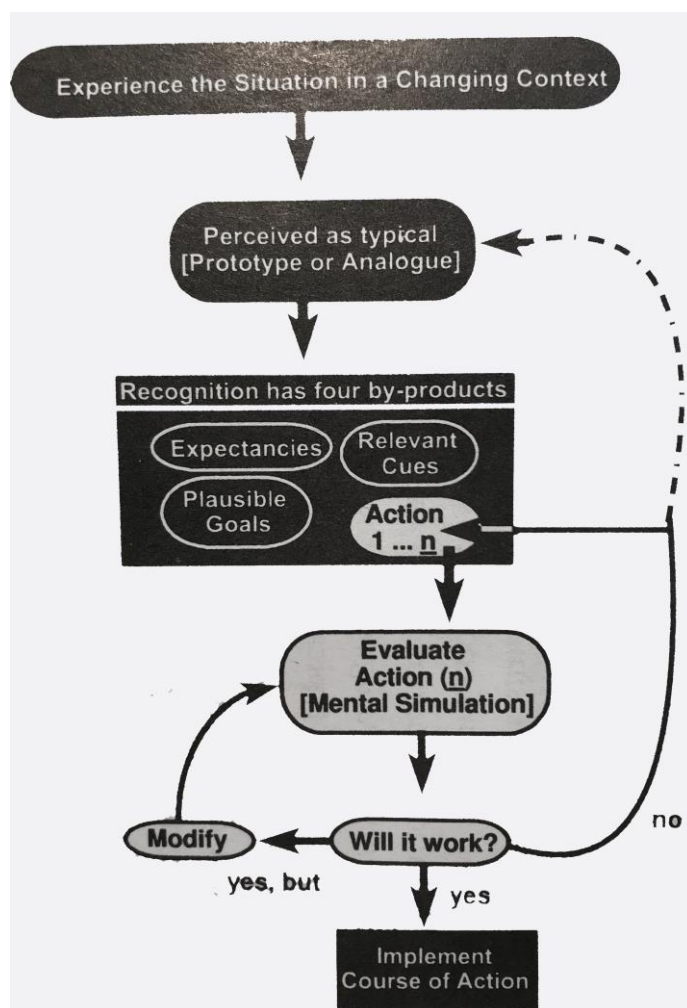 Experience the Situation in a Changing Context
Perceived as typical
[Prototype or Analogue]
Recognition has four by-products
Expectancies
Relevant
Cues
Plausible
Goals
Action
1 ... n
Evaluate
Action (n)
[Mental Simulation]
Modify
Will it work?
no
yes, but
yes
Implement
Course of Action